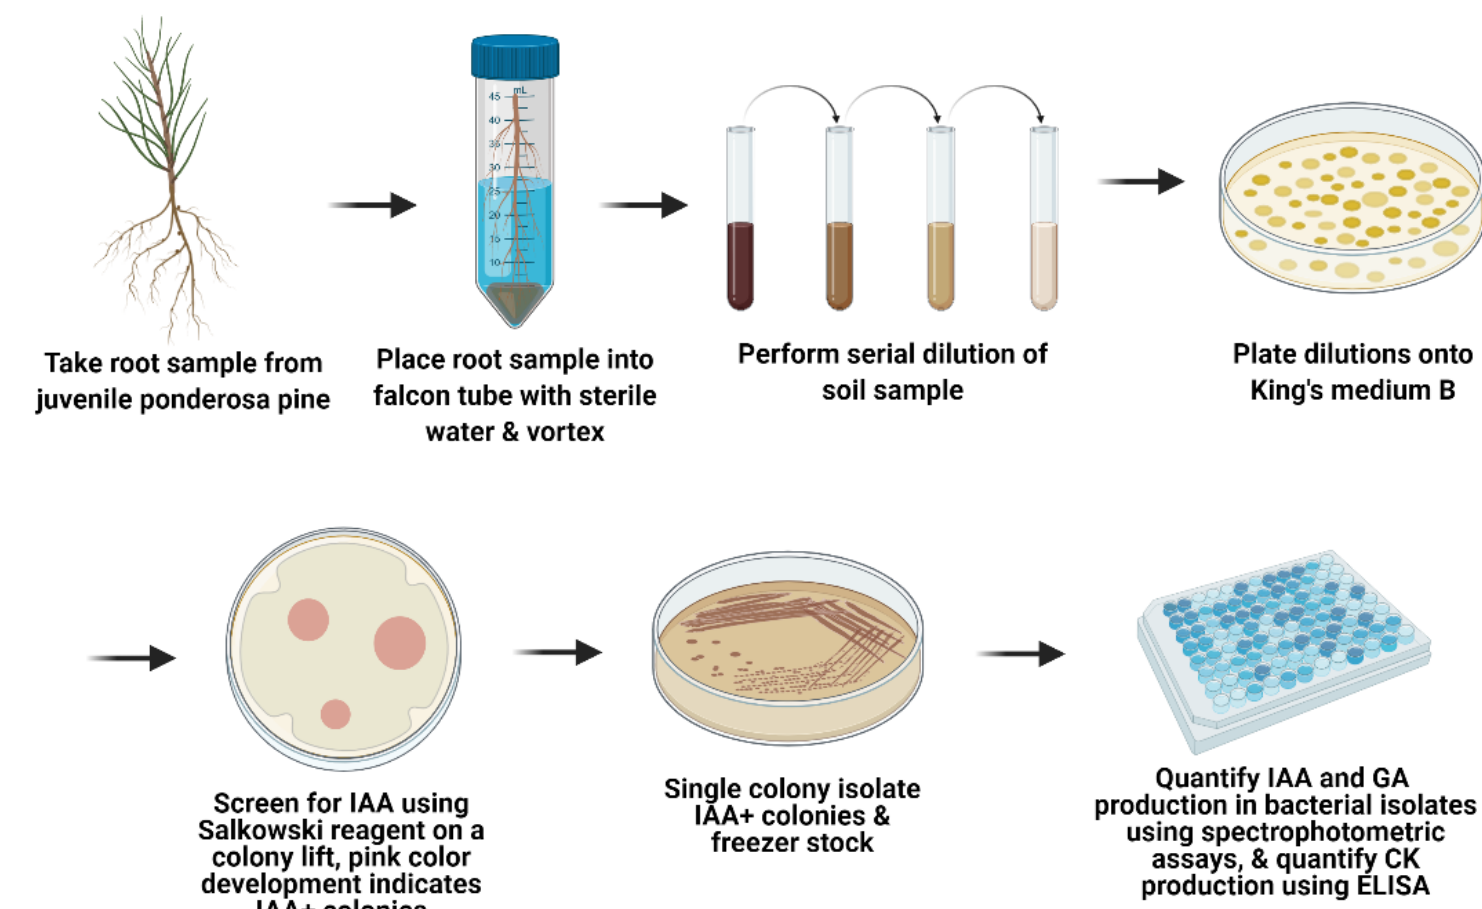 mL
45
40
35
30
25
20
15
10
Take root sample from
juvenile ponderosa pine
Place root sample into
falcon tube with sterile
water & vortex
Perform serial dilution of
soil sample
Plate dilutions onto
King's medium B
Screen for IAA using
Salkowski reagent on a
colony lift, pink color
development indicates
IAA+ colonies
Single colony isolate
IAA+ colonies &
freezer stock
Quantify IAA and GA
production in bacterial isolates
using spectrophotometric
assays, & quantify CK
production using ELISA